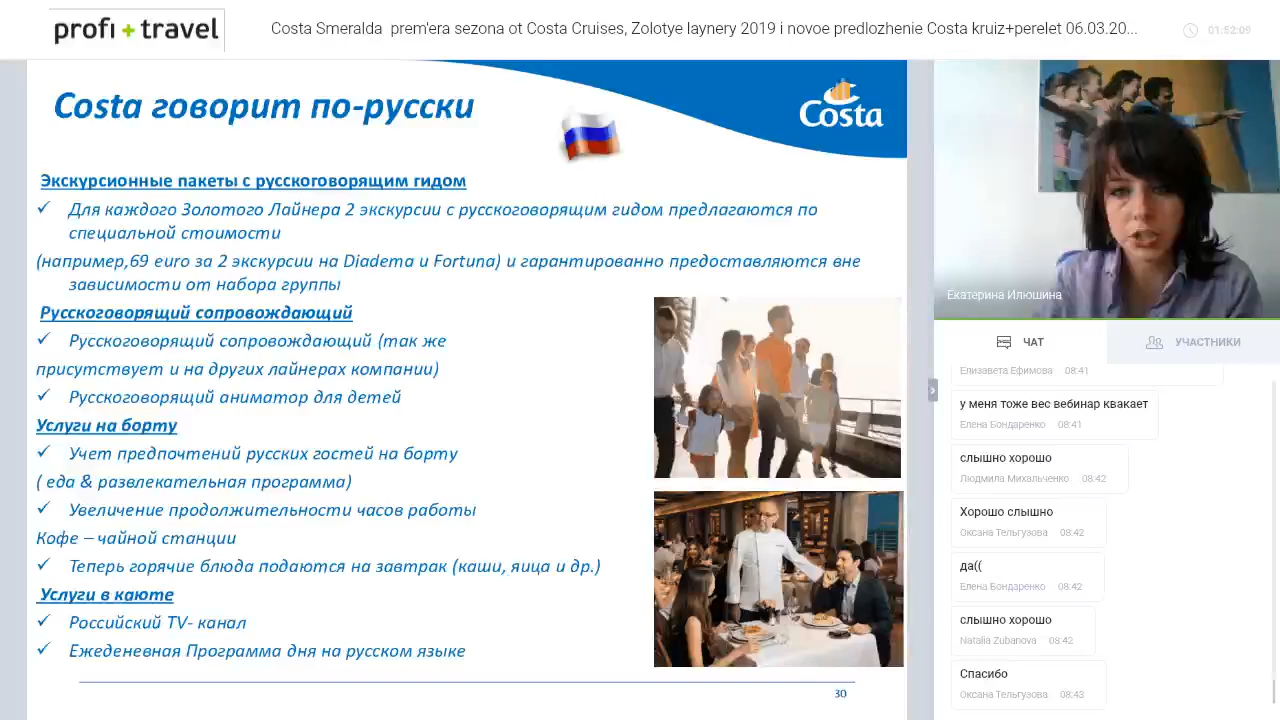 profi + travel
Costa Smeralda prem'era sezona ot Costa Cruises, Zolotye laynery 2019 i novoe predlozhenie Costa kruiz+perelet 06.03.20...
01:52:09
Costa говорит по-русски
Costa
Экскурсионные пакеты с русскоговорящим гидом
✓ Для каждого Золотого Лайнера 2 экскурсии с русскоговорящим гидом предлагаются по
специальной стоимости
(например,69 euro за 2 экскурсии на Diadema и Fortuna) и гарантированно предоставляются вне
зависимости от набора группы
Русскоговорящий сопровождающий
✓ Русскоговорящий сопровождающий (так же
присутствует и на других лайнерах компании)
✓ Русскоговорящий аниматор для детей
Услуги на борту
✓ Учет предпочтений русских гостей на борту
( еда & развлекательная программа)
✓ Увеличение продолжительности часов работы
Кофе – чайной станции
✓ Теперь горячие блюда подаются на завтрак (каши, яица и др.)
Услуги в каюте
✓ Российский TV- канал
✓ Ежеденевная Программа дня на русском языке
30
Екатерина Илюшина
ЧАТ
УЧАСТНИКИ
Елизавета Ефимова 08:41
у меня тоже вес вебинар квакает
Елена Бондаренко 08:41
слышно хорошо
Людмила Михальченко 08:42
Хорошо слышно
Оксана Тельгузова 08:42
да((
Елена Бондаренко 08:42
слышно хорошо
Natalia Zubanova 08:42
Спасибо
Оксана Тельгузова 08:43